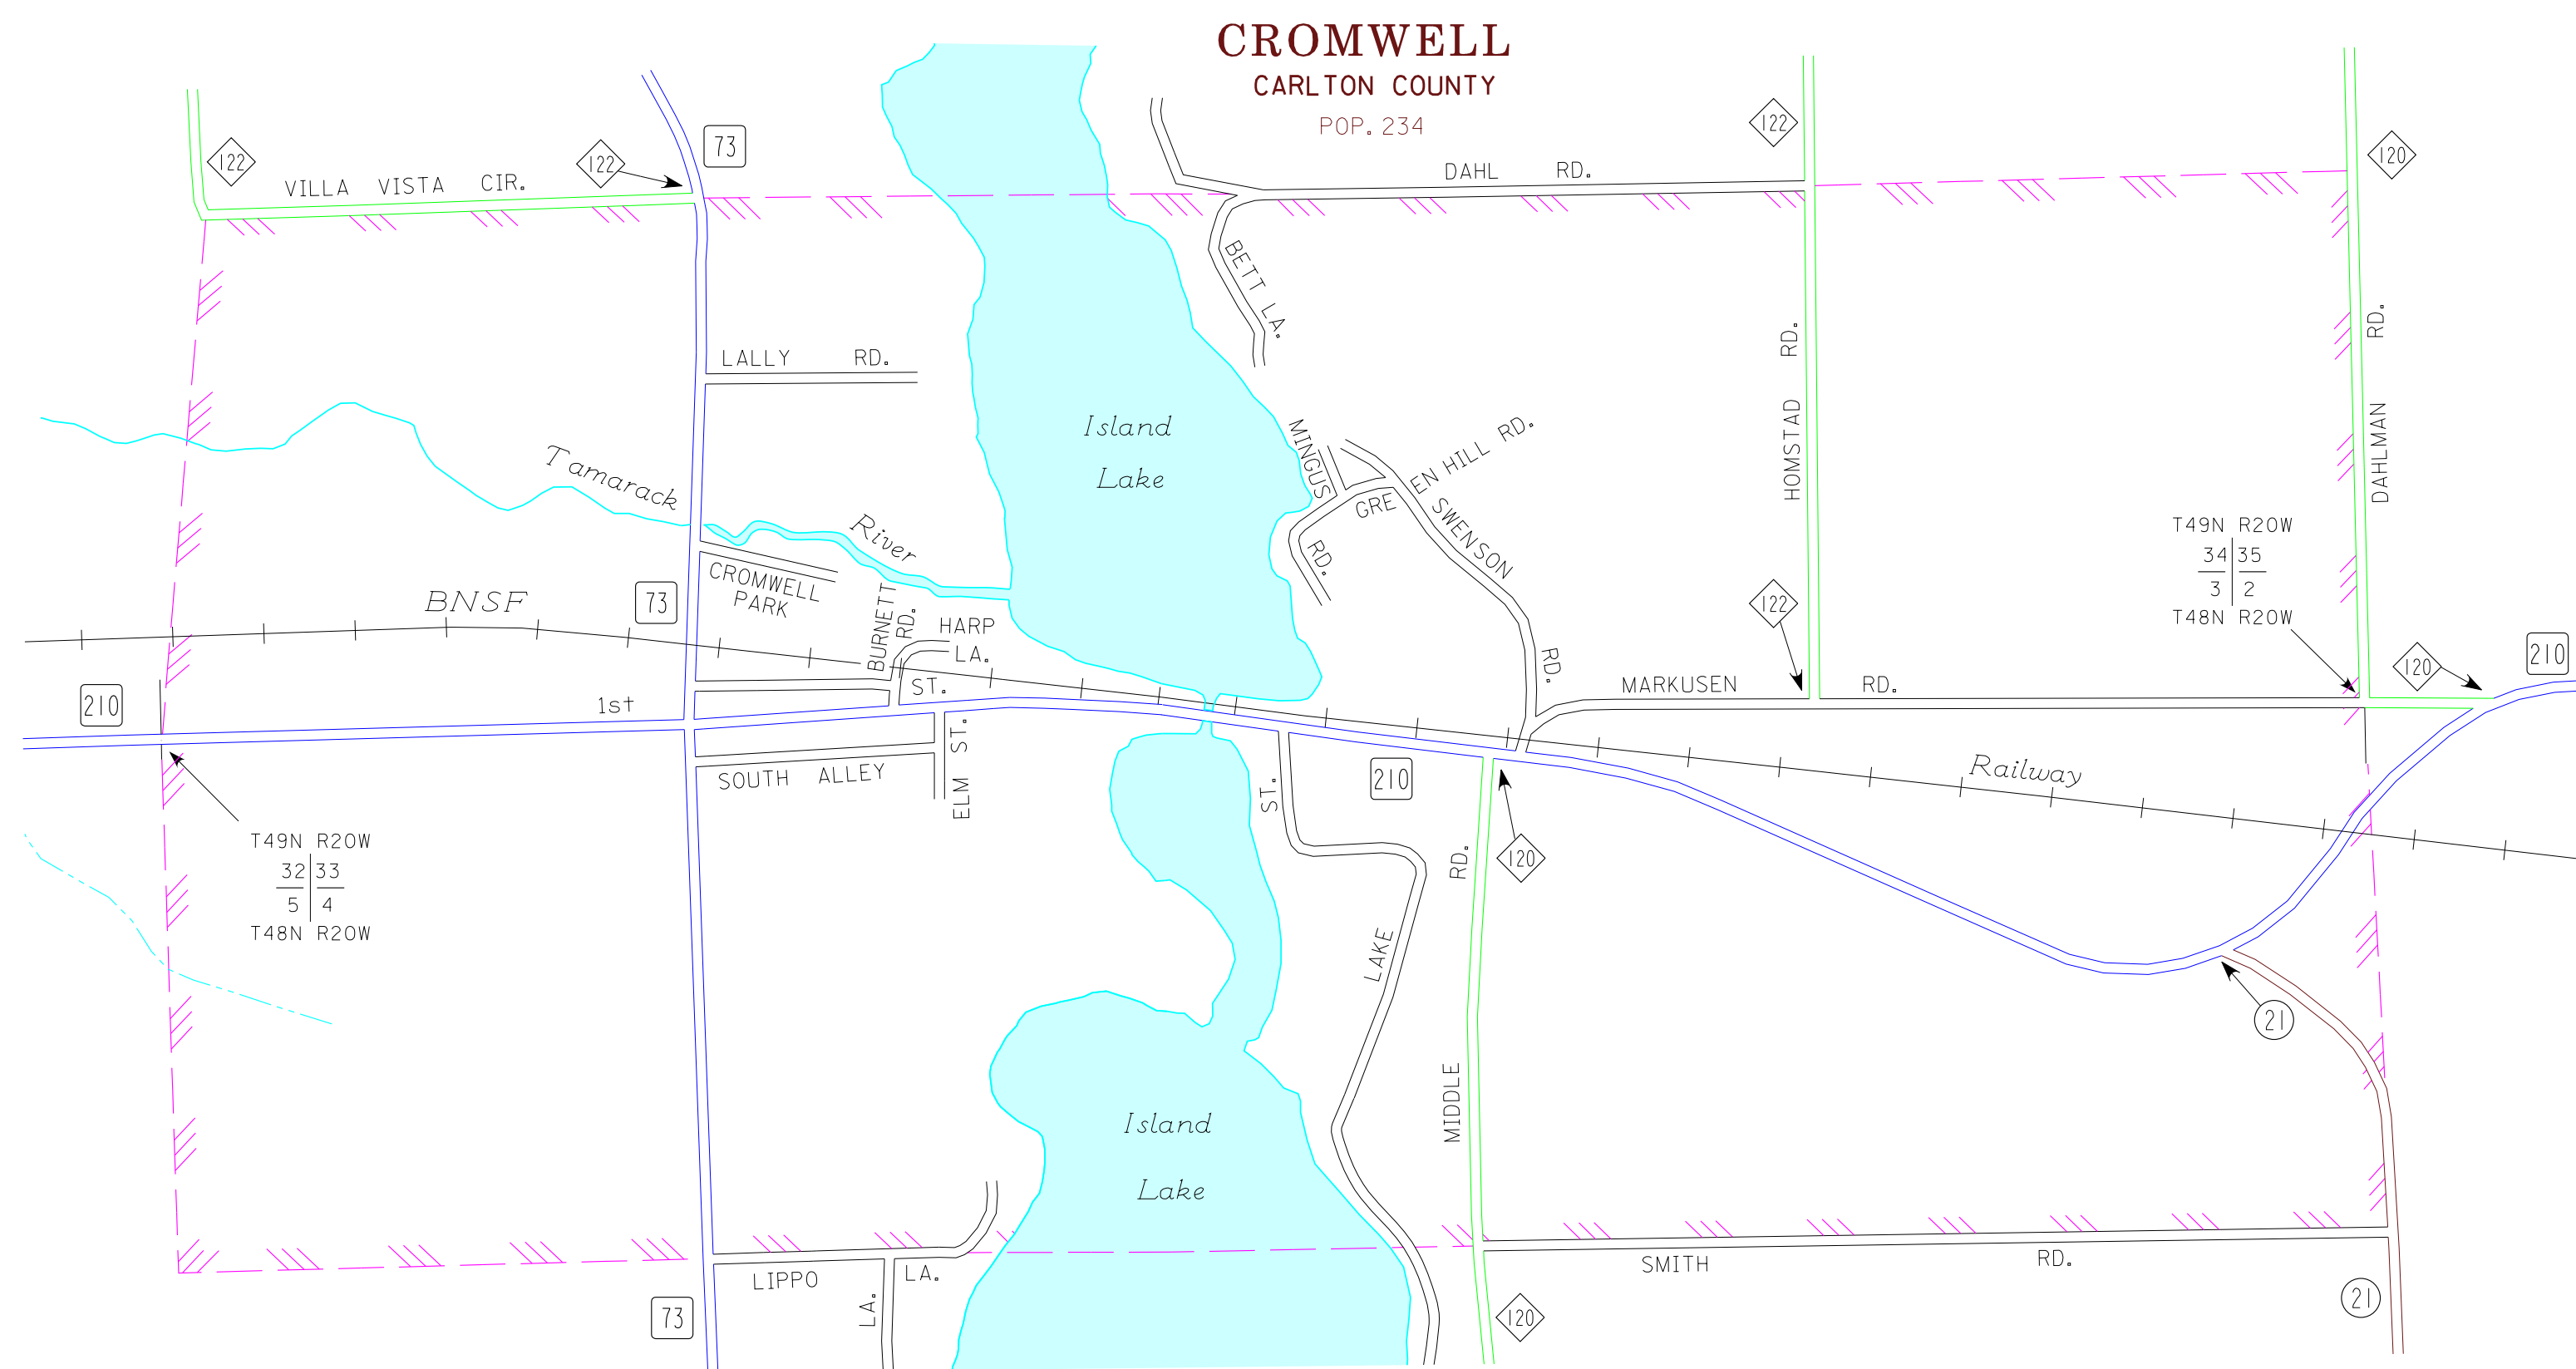 CROMWELL
CARLTON COUNTY
POP. 234
122
VILLA VISTA CIR.
122
73
DAHL RD.
122
120
BETT LA.
LALLY RD.
HOMSTAD RD.
DAHLMAN RD.
Island
Lake
Tamarack River
MINGUS
GRE EN HILL RD.
RD.
SWENSON RD.
T49N R20W
34 35
3 2
T48N R20W
CROMWELL
PARK
BNSF
73
BURNETT
RD.
HARP
LA.
122
120
210
210
1st ST.
MARKUSEN RD.
SOUTH ALLEY
ELM ST.
210
Railway
LAKE ST.
120
T49N R20W
32 33
5 4
T48N R20W
MIDDLE RD.
21
Island
Lake
LIPPO LA.
LA.
SMITH RD.
73
120
21